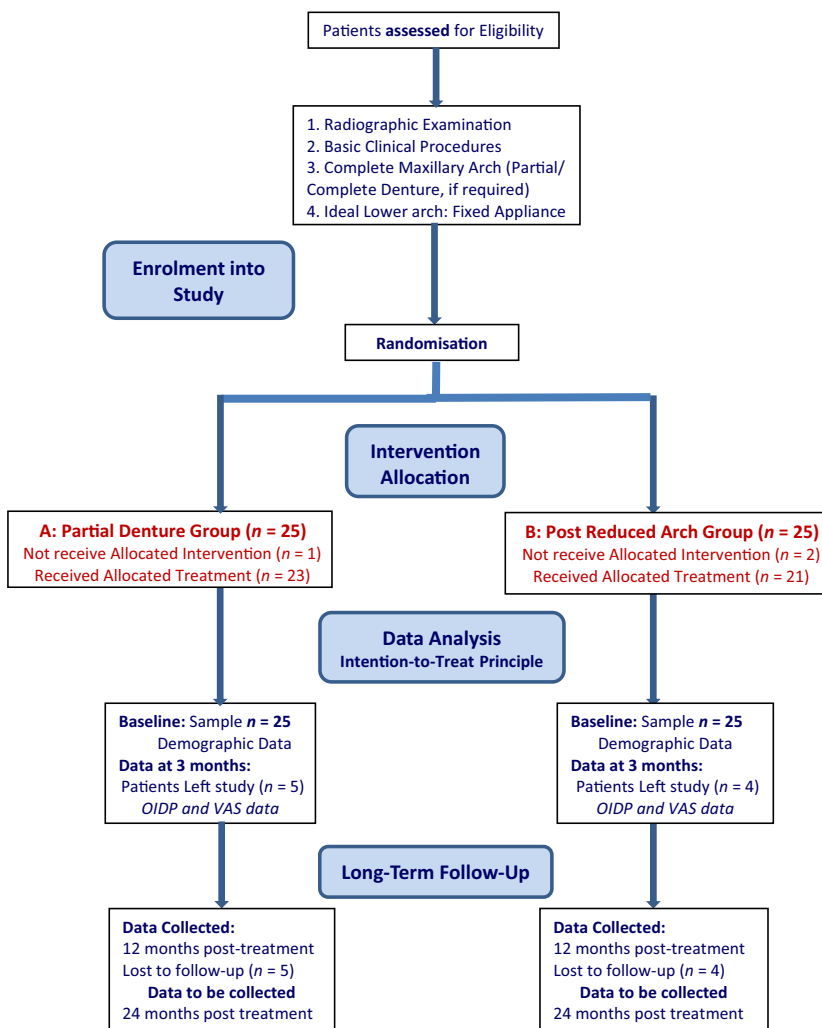 Patients assessed for Eligibility
1. Radiographic Examination
2. Basic Clinical Procedures
3. Complete Maxillary Arch (Partial/
Complete Denture, if required)
4. Ideal Lower arch: Fixed Appliance
Enrolment into
Study
Randomisation
Intervention
Allocation
A: Partial Denture Group (n = 25)
Not receive Allocated Intervention (n = 1)
Received Allocated Treatment (n = 23)
B: Post Reduced Arch Group (n = 25)
Not receive Allocated Intervention (n = 2)
Received Allocated Treatment (n = 21)
Data Analysis
Intention-to-Treat Principle
Baseline: Sample n = 25
Demographic Data
Data at 3 months:
Patients Left study (n = 5)
OIDP and VAS data
Baseline: Sample n = 25
Demographic Data
Data at 3 months:
Patients Left study (n = 4)
OIDP and VAS data
Long-Term Follow-Up
Data Collected:
12 months post-treatment
Lost to follow-up (n = 5)
Data to be collected
24 months post treatment
Data Collected:
12 months post-treatment
Lost to follow-up (n = 4)
Data to be collected
24 months post treatment